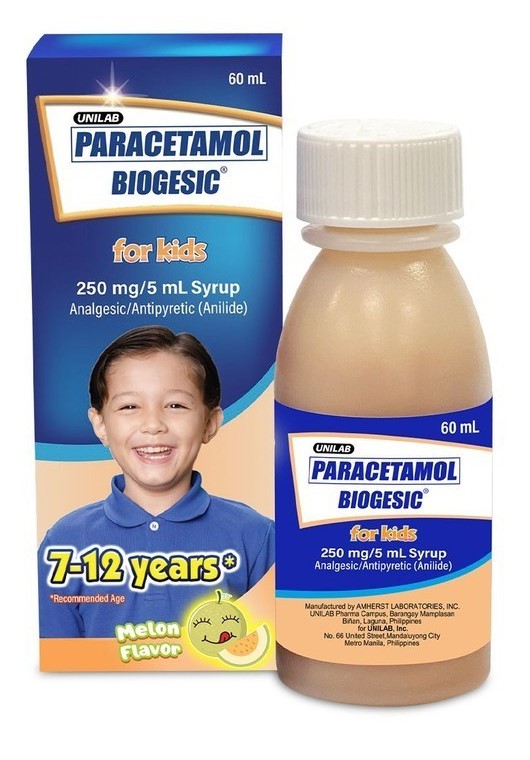 60 mL
UNILAB
PARACETAMOL
BIOGESIC®
for kids
250 mg/5 mL Syrup
Analgesic/Antipyretic (Anilide)
7-12 years*
*Recommended Age
Melon
Flavor
60 mL
UNILAB
PARACETAMOL
BIOGESIC®
for kids
250 mg/5 mL Syrup
Analgesic/Antipyretic (Anilide)
Manufactured by AMHERST LABORATORIES, INC.
UNILAB Pharma Campus, Barangay Mamplasan
Biñan, Laguna, Philippines
for UNILAB, Inc.
No. 66 United Street, Mandaluyong City
Metro Manila, Philippines